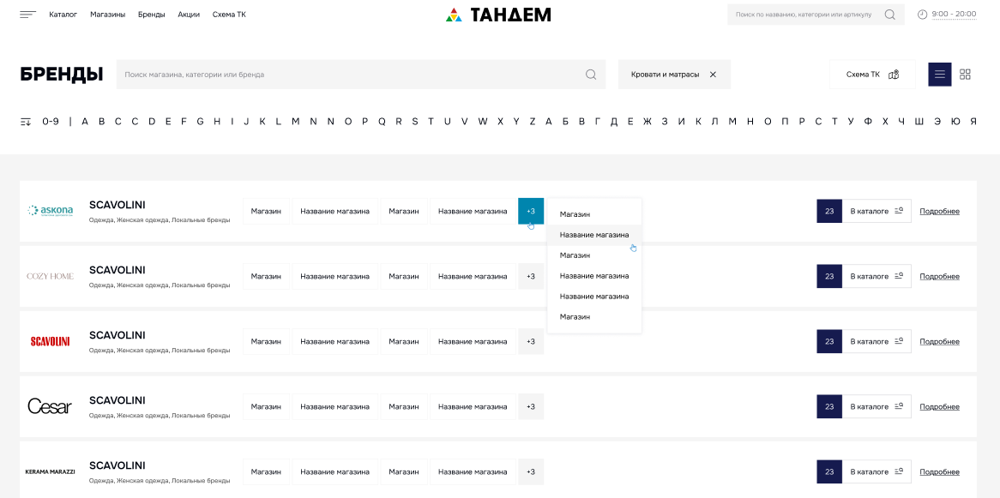 Каталог Магазины Бренды Акции Схема ТК ТАНДЕМ Поиск по названию, категории или артикулу 9:00 - 20:00
БРЕНДЫ Поиск магазина, категории или бренда Кровати и матрасы Схема ТК
0-9 | A B C C D E F G H I J K L M N N O P Q R S T U V W X Y Z А Б В Г Д Е Ж З И К Л М Н О П Р С Т У Ф Х Ч Ш Э Ю Я
askona SCAVOLINI Магазин Название магазина Магазин Название магазина +3 23 В каталоге Подробнее
Одежда, Женская одежда, Локальные бренды
Магазин
Название магазина
Магазин
Название магазина
Название магазина
Магазин
COZY HOME SCAVOLINI Магазин Название магазина Магазин Название магазина +3 23 В каталоге Подробнее
Одежда, Женская одежда, Локальные бренды
SCAVOLINI SCAVOLINI Магазин Название магазина Магазин Название магазина +3 23 В каталоге Подробнее
Одежда, Женская одежда, Локальные бренды
Cesar SCAVOLINI Магазин Название магазина Магазин Название магазина +3 23 В каталоге Подробнее
Одежда, Женская одежда, Локальные бренды
KERAMA MARAZZI SCAVOLINI Магазин Название магазина Магазин Название магазина +3 23 В каталоге Подробнее
Одежда, Женская одежда, Локальные бренды